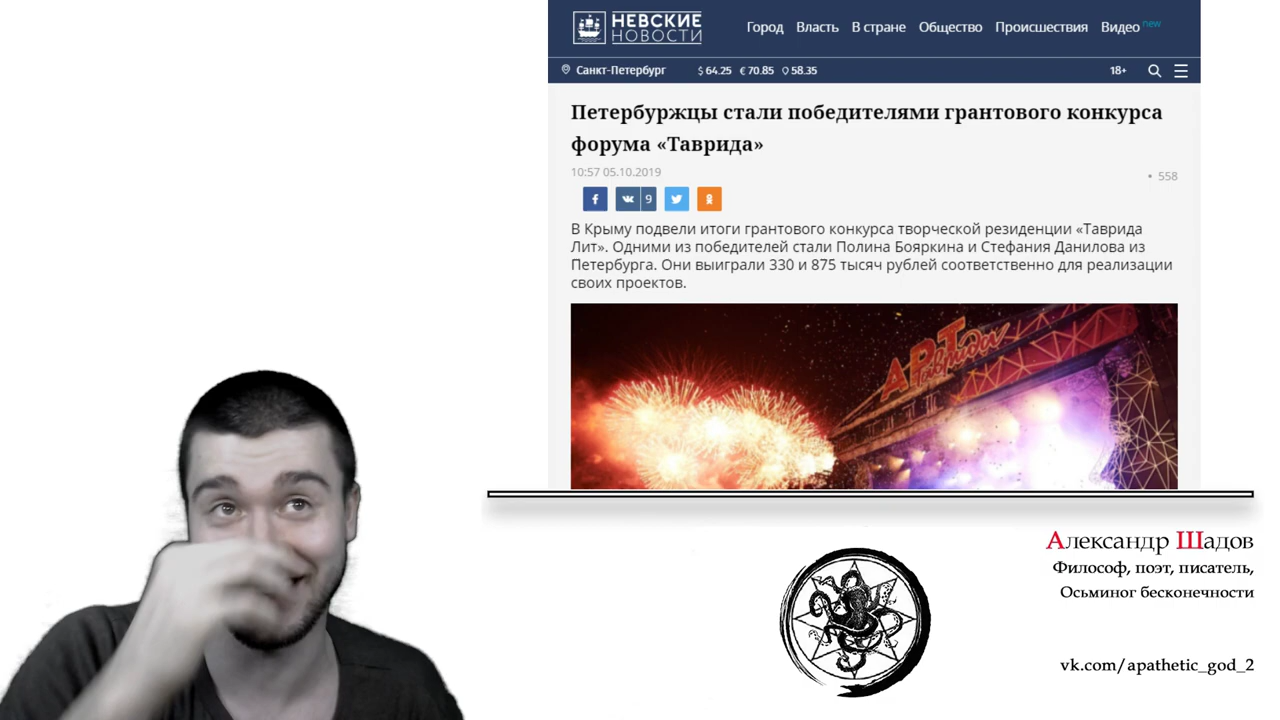 НЕВСКИЕ
НОВОСТИ
Город Власть В стране Общество Происшествия Видео new
Санкт-Петербург $ 64.25 € 70.85 58.35 18+
Петербуржцы стали победителями грантового конкурса
форума «Таврида»
10:57 05.10.2019
• 558
9
В Крыму подвели итоги грантового конкурса творческой резиденции «Таврида
Лит». Одними из победителей стали Полина Бояркина и Стефания Данилова из
Петербурга. Они выиграли 330 и 875 тысяч рублей соответственно для реализации
своих проектов.
АРТ
Таврида
Александр Шадов
Философ, поэт, писатель,
Осьминог бесконечности
vk.com/apathetic_god_2